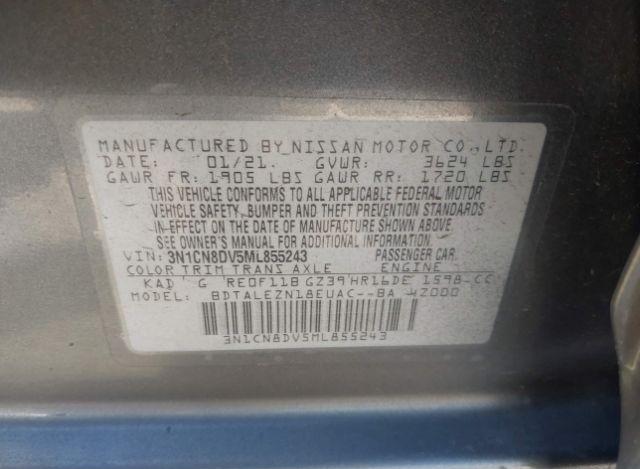 MANUFACTURED BY NISSAN MOTOR CO., LTD.
DATE: 01/21. GVWR: 3624 LBS
GAWR FR: 1905 LBS GAWR RR: 1720 LBS
THIS VEHICLE CONFORMS TO ALL APPLICABLE FEDERAL MOTOR
VEHICLE SAFETY, BUMPER AND THEFT PREVENTION STANDARDS
IN EFFECT ON THE DATE OF MANUFACTURE SHOWN ABOVE.
SEE OWNER'S MANUAL FOR ADDITIONAL INFORMATION.
VIN: 3N1CN8DV5ML855243 PASSENGER CAR.
COLOR TRIM TRANS AXLE ENGINE
KAD G RE0F11B GZ39 HR16DE 1598-CC
MODEL: BDTALEZN18EUAC--BA 4Z000
3N1CN8DV5ML855243